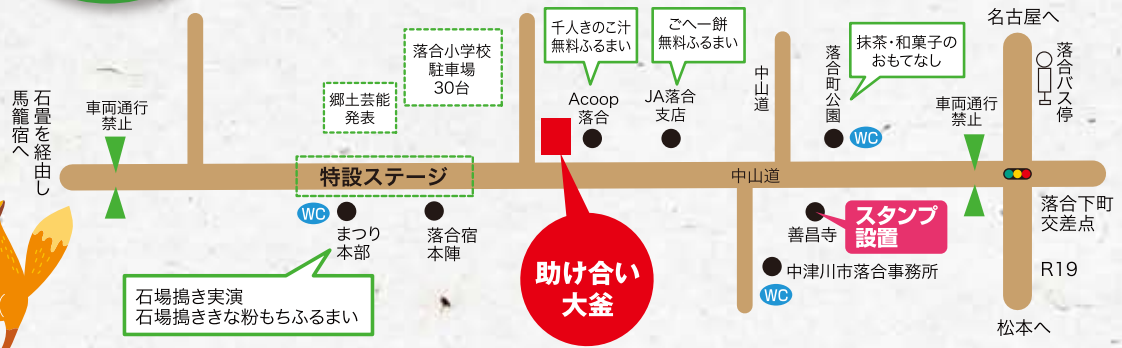 石畳を経由し
馬籠宿へ
車両通行
禁止
郷土芸能
発表
落合小学校
駐車場
30台
千人きのこ汁
無料ふるまい
ごへー餅
無料ふるまい
Acoop
落合
JA落合
支店
中山道
落合町公園
抹茶・和菓子の
おもてなし
WC
車両通行
禁止
名古屋へ
落合バス停
特設ステージ
中山道
WC
まつり
本部
落合宿
本陣
助け合い
大釜
善昌寺
スタンプ
設置
落合下町
交差点
中津川市落合事務所
WC
R19
松本へ
石場搗き実演
石場搗ききな粉もちふるまい